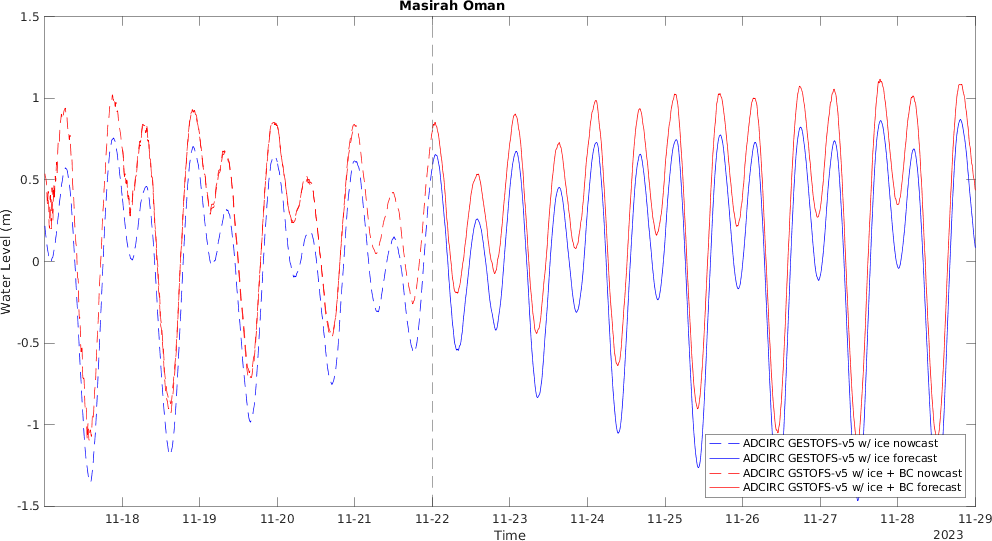 Masirah Oman
1.5
1
0.5
0
-0.5
-1
-1.5
Water Level (m)
11-18 11-19 11-20 11-21 11-22 11-23 11-24 11-25 11-26 11-27 11-28 11-29
Time
2023
ADCIRC GESTOFS-v5 w/ ice nowcast
ADCIRC GESTOFS-v5 w/ ice forecast
ADCIRC GSTOFS-v5 w/ ice + BC nowcast
ADCIRC GSTOFS-v5 w/ ice + BC forecast